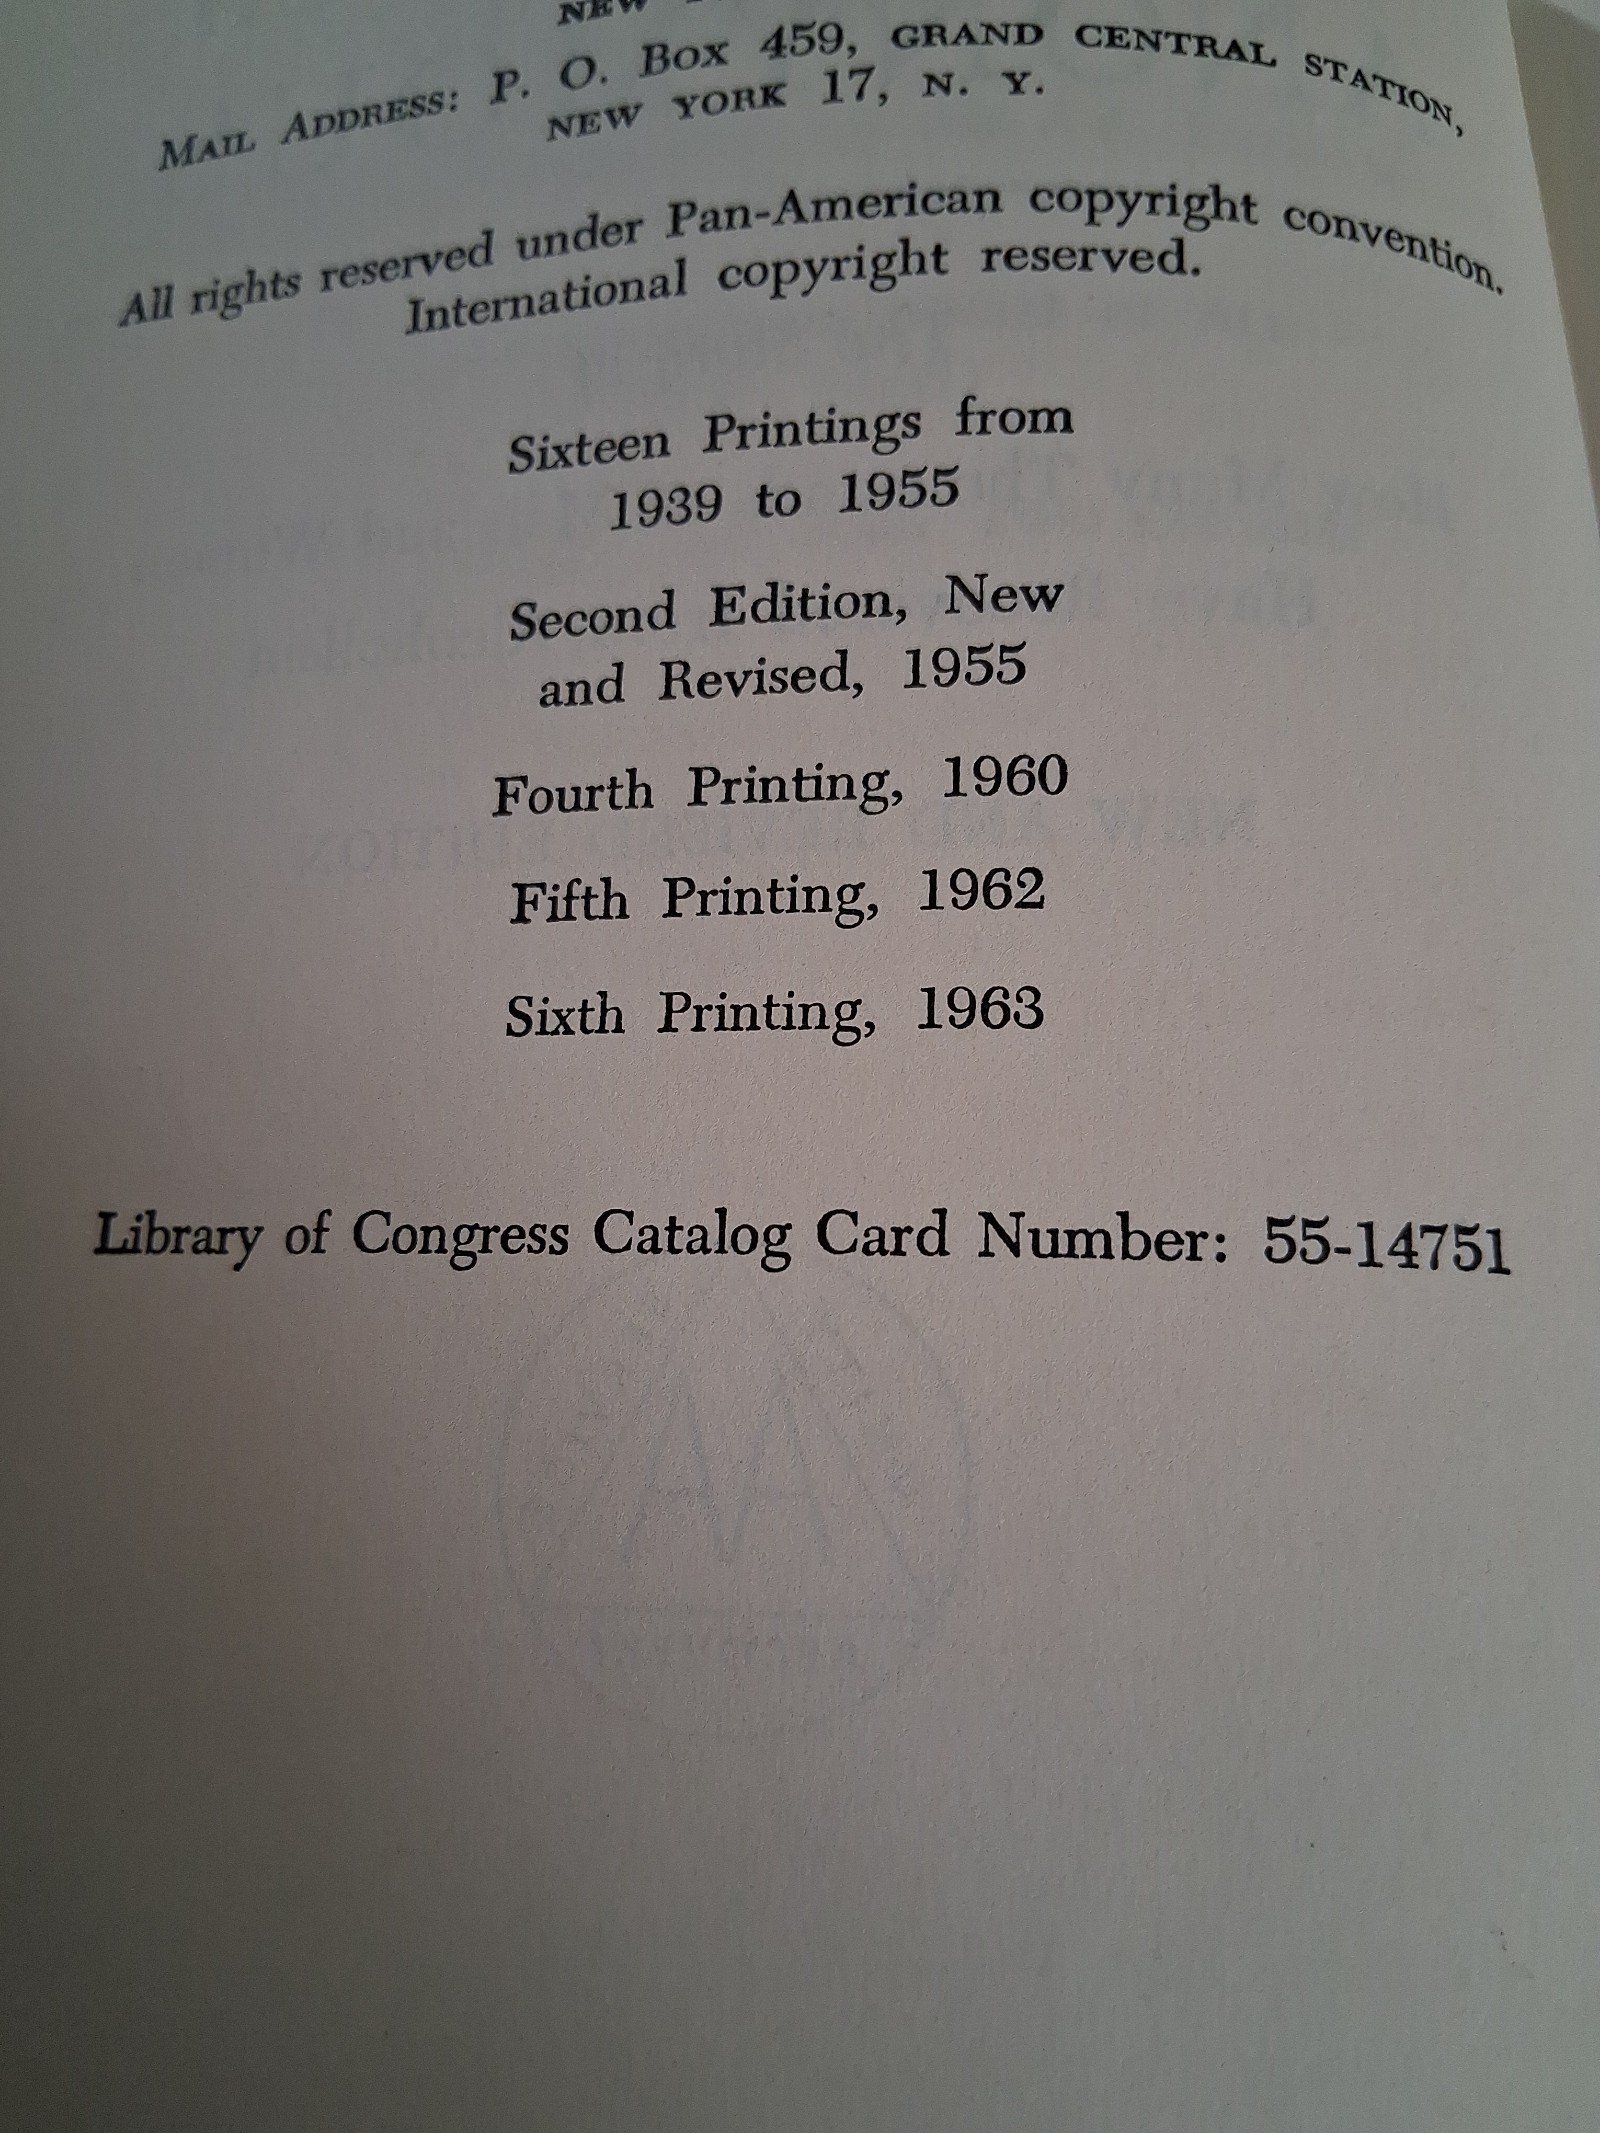 NEW
MAIL ADDRESS: P. O. BOX 459, GRAND CENTRAL STATION,
NEW YORK 17, N. Y.
All rights reserved under Pan-American copyright convention.
International copyright reserved.
Sixteen Printings from
1939 to 1955
Second Edition, New
and Revised, 1955
Fourth Printing, 1960
Fifth Printing, 1962
Sixth Printing, 1963
Library of Congress Catalog Card Number: 55-14751